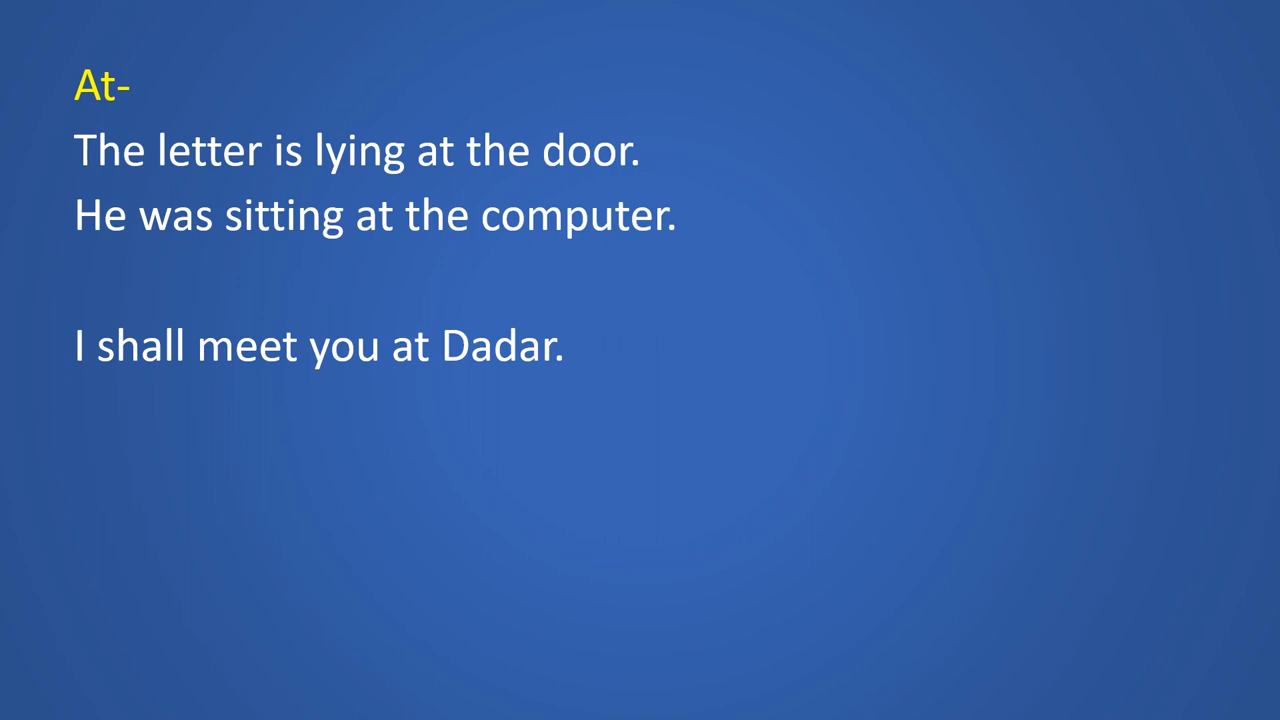 At-
The letter is lying at the door.
He was sitting at the computer.
I shall meet you at Dadar.